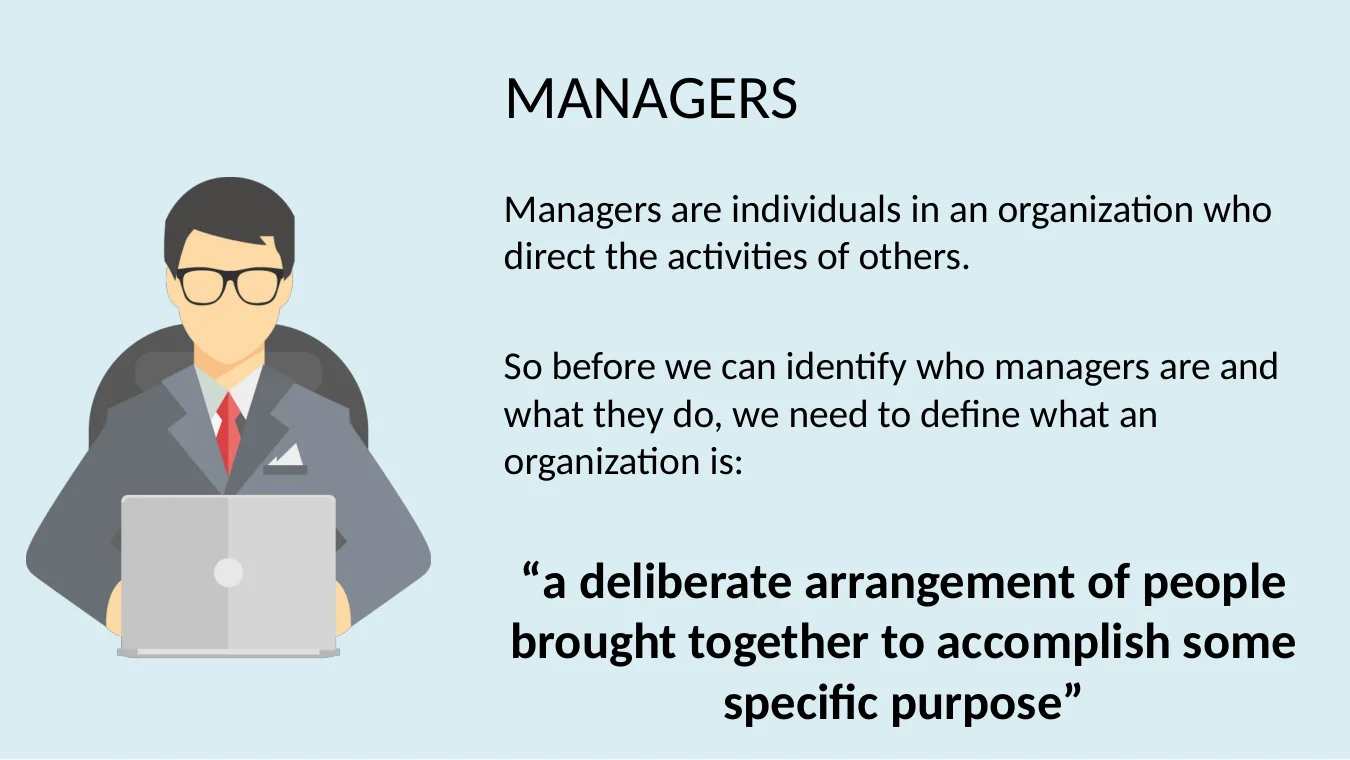 MANAGERS
Managers are individuals in an organization who
direct the activities of others.
So before we can identify who managers are and
what they do, we need to define what an
organization is:
“a deliberate arrangement of people
brought together to accomplish some
specific purpose”